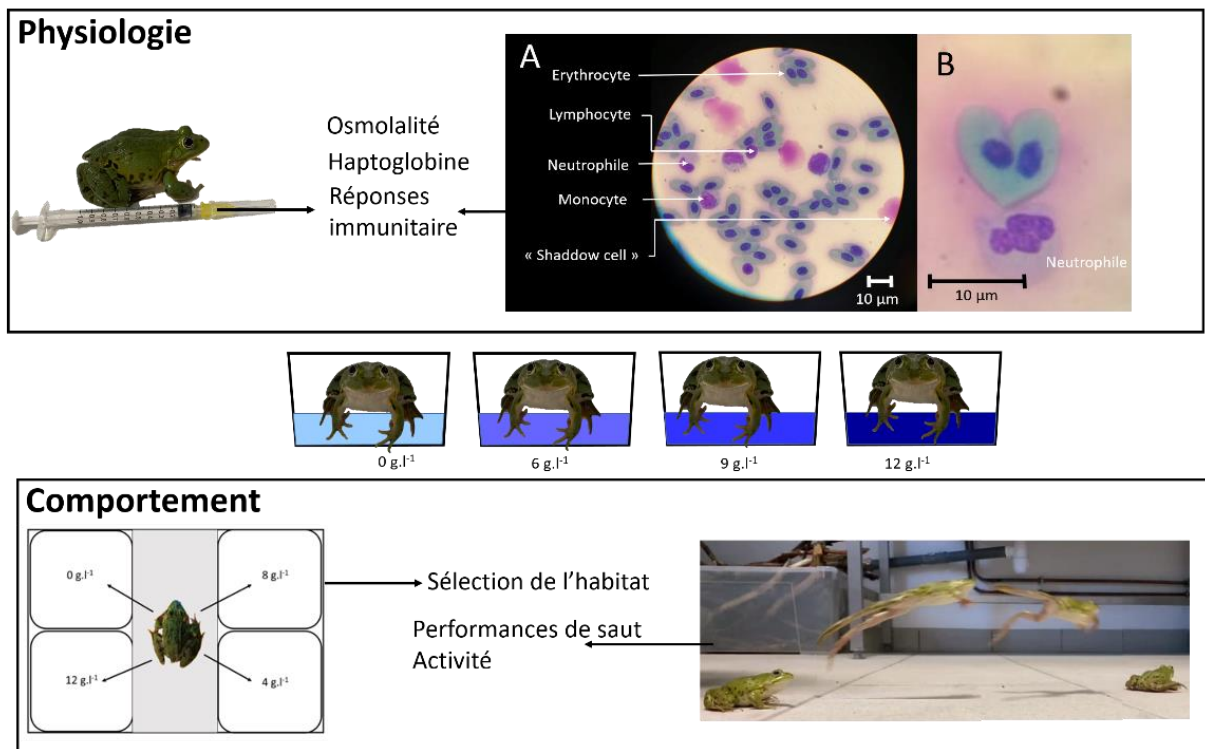 Physiologie
Osmolalité
Haptoglobine
Réponses
immunitaire
A
Erythrocyte
Lymphocyte
Neutrophile
Monocyte
« Shaddow cell »
10 µm
B
Neutrophile
10 µm
0 g.l-1
6 g.l-1
9 g.l-1
12 g.l-1
Comportement
0 g.l-1
8 g.l-1
12 g.l-1
4 g.l-1
Sélection de l’habitat
Performances de saut
Activité